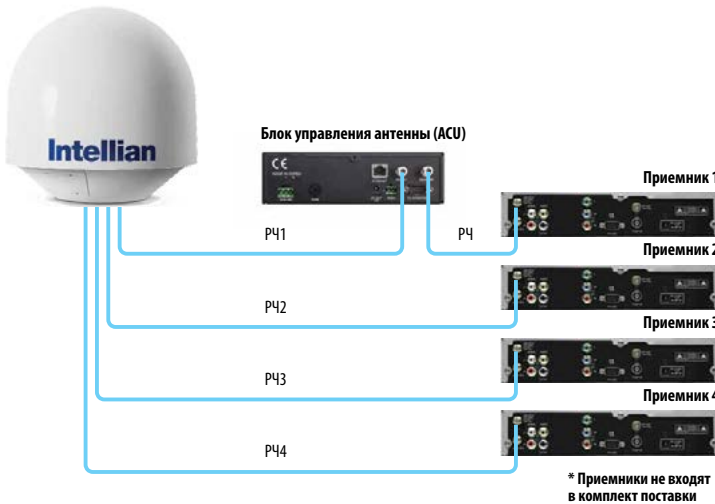 Intellian
Блок управления антенны (ACU)
CE
Приемник 1
РЧ1
РЧ
Приемник 2
РЧ2
Приемник 3
РЧ3
Приемник 4
РЧ4
* Приемники не входят
в комплект поставки